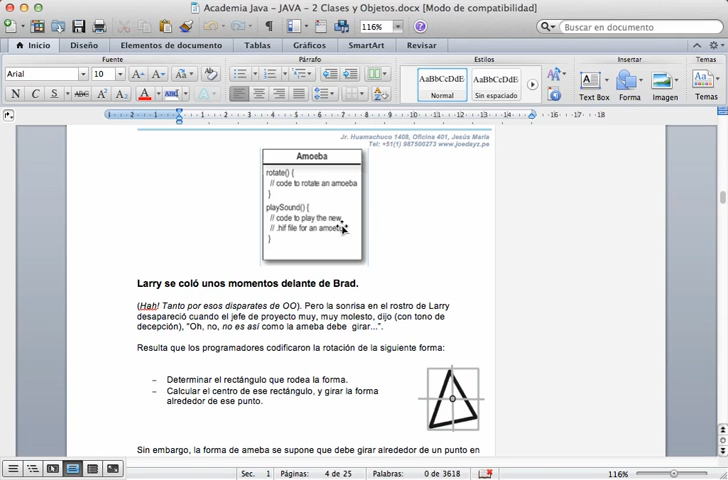 Academia Java - JAVA - 2 Clases y Objetos.docx [Modo de compatibilidad]
116%
Buscar en documento
Inicio
Diseño
Elementos de documento
Tablas
Gráficos
SmartArt
Revisar
Fuente
Párrafo
Estilos
Insertar
Temas
Arial
10
AaBbCcDdE
AaBbCcDdE
Normal
Sin espaciado
Text Box
Forma
Imagen
Temas
N C S ABC
Jr. Huamachuco 1408, Oficina 401, Jesús María
Tel: +51(1) 987500273 www.joedayz.pe
Amoeba
rotate() {
// code to rotate an amoeba
}
playSound() {
// code to play the new
// .hif file for an amoeba
}
Larry se coló unos momentos delante de Brad.
(Hah! Tanto por esos disparates de OO). Pero la sonrisa en el rostro de Larry
desapareció cuando el jefe de proyecto muy, muy molesto, dijo (con tono de
decepción), "Oh, no, no es así como la ameba debe girar...".
Resulta que los programadores codificaron la rotación de la siguiente forma:
– Determinar el rectángulo que rodea la forma.
– Calcular el centro de ese rectángulo, y girar la forma
alrededor de ese punto.
Sin embargo, la forma de ameba se supone que debe girar alrededor de un punto en
Sec. 1
Páginas: 4 de 25
Palabras: 0 de 3618
116%